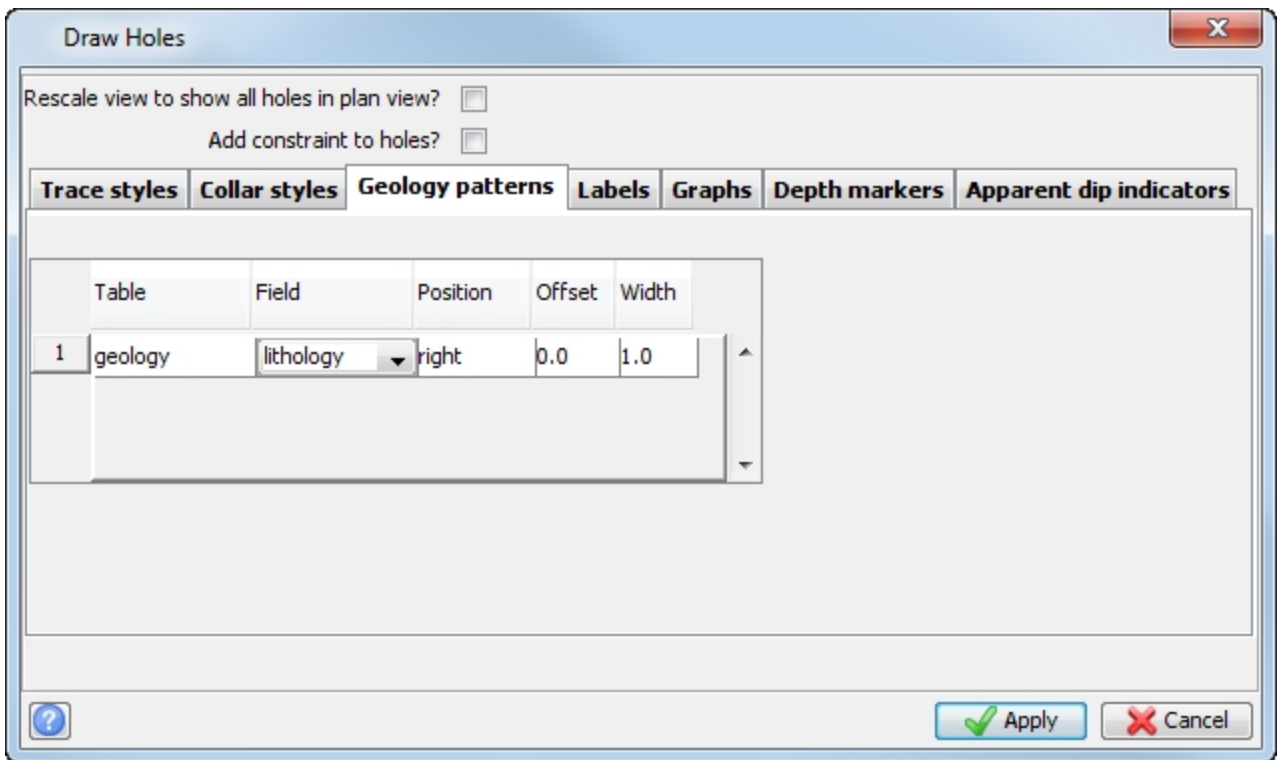 Draw Holes
Rescale view to show all holes in plan view?
Add constraint to holes?
Trace styles Collar styles Geology patterns Labels Graphs Depth markers Apparent dip indicators
Table Field Position Offset Width
1 geology lithology right 0.0 1.0
? Apply Cancel